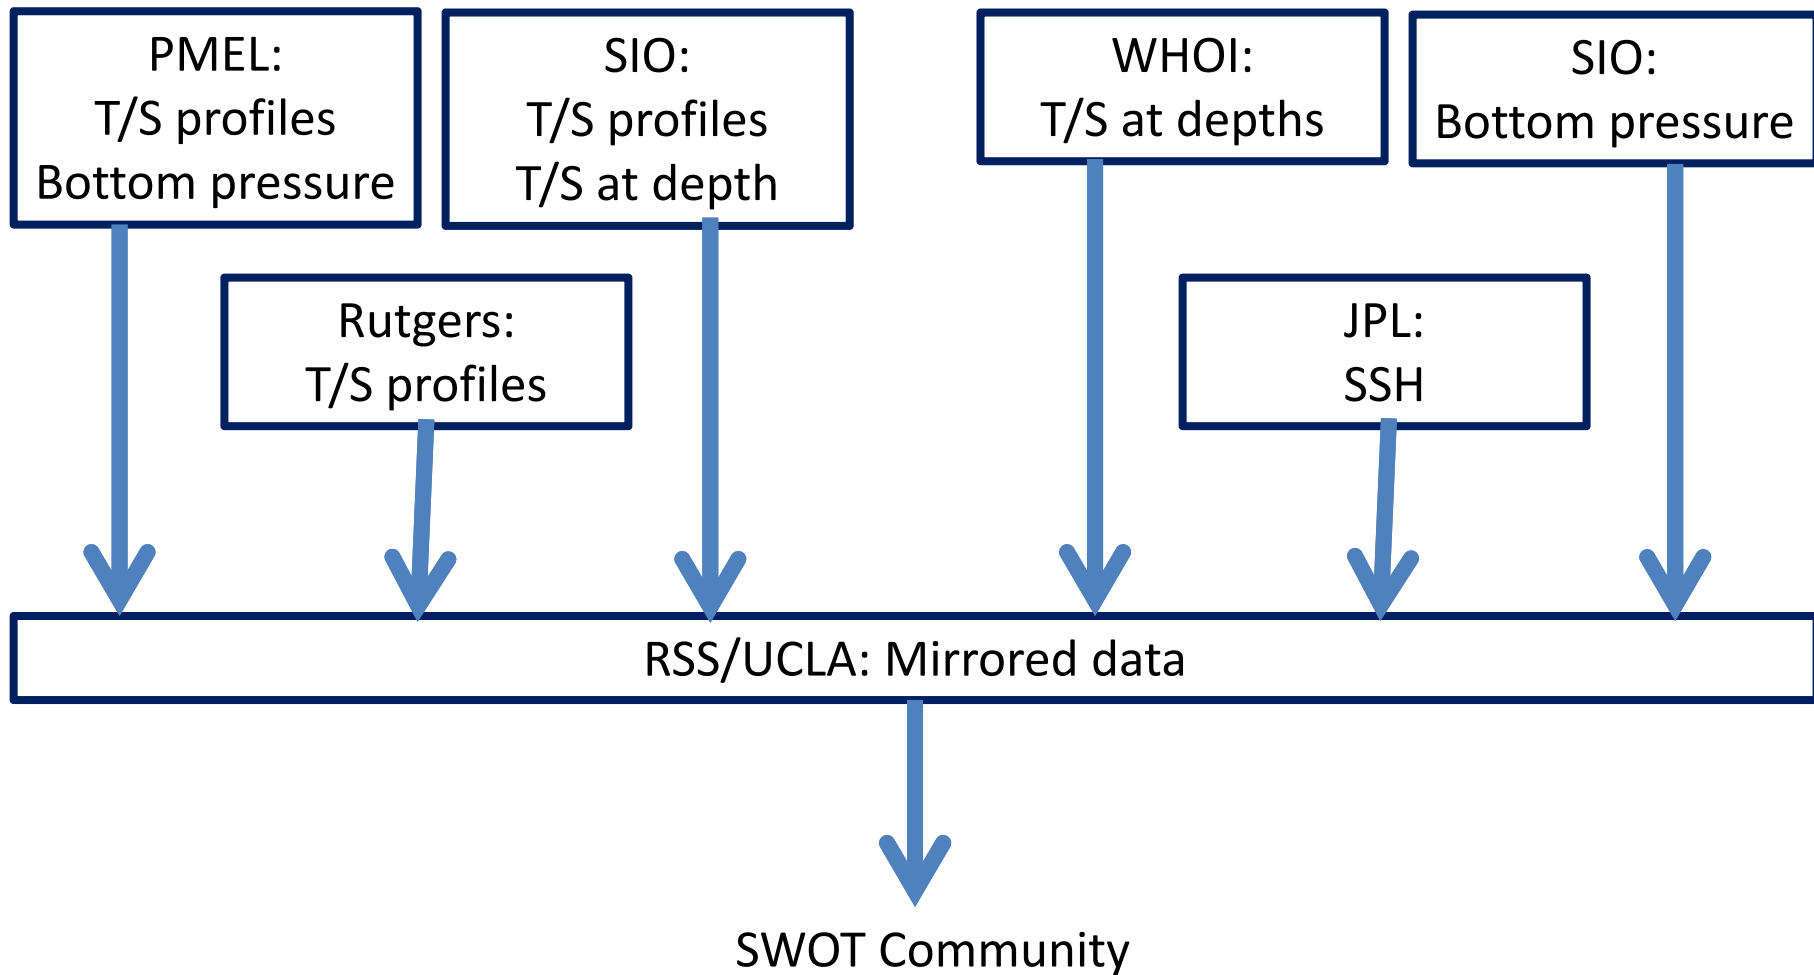 PMEL:
T/S profiles
Bottom pressure
SIO:
T/S profiles
T/S at depth
WHOI:
T/S at depths
SIO:
Bottom pressure
Rutgers:
T/S profiles
JPL:
SSH
RSS/UCLA: Mirrored data
SWOT Community